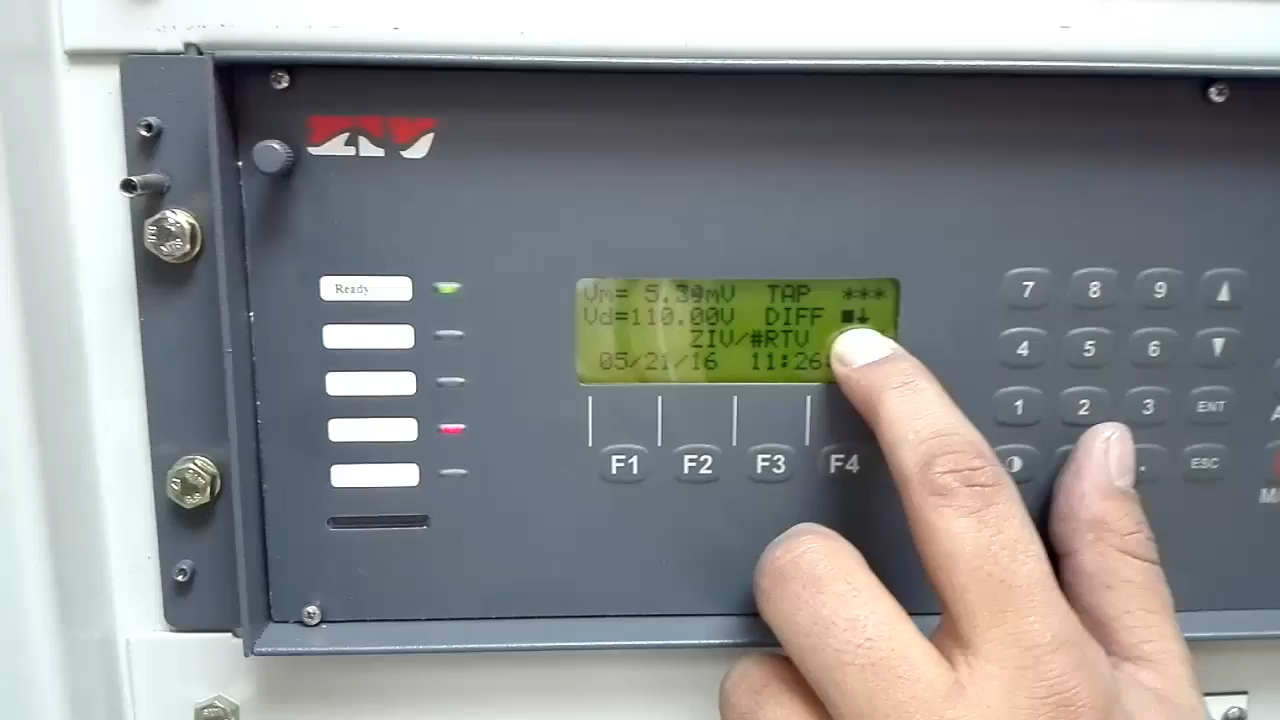 ZIV
Ready
Vm= 5.39mV TAP ***
Vd=110.00V DIFF ■↓
ZIV/#RTV
05/21/16 11:26
F1 F2 F3 F4
7 8 9 ▲
4 5 6 ▼
1 2 3 ENT
. ESC